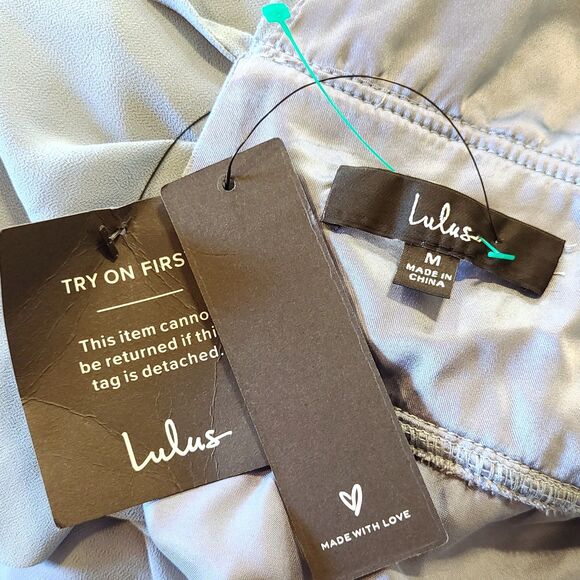 Lulus
M
MADE IN
CHINA
TRY ON FIRS
This item canno
be returned if thi
tag is detached.
Lulus
MADE WITH LOVE